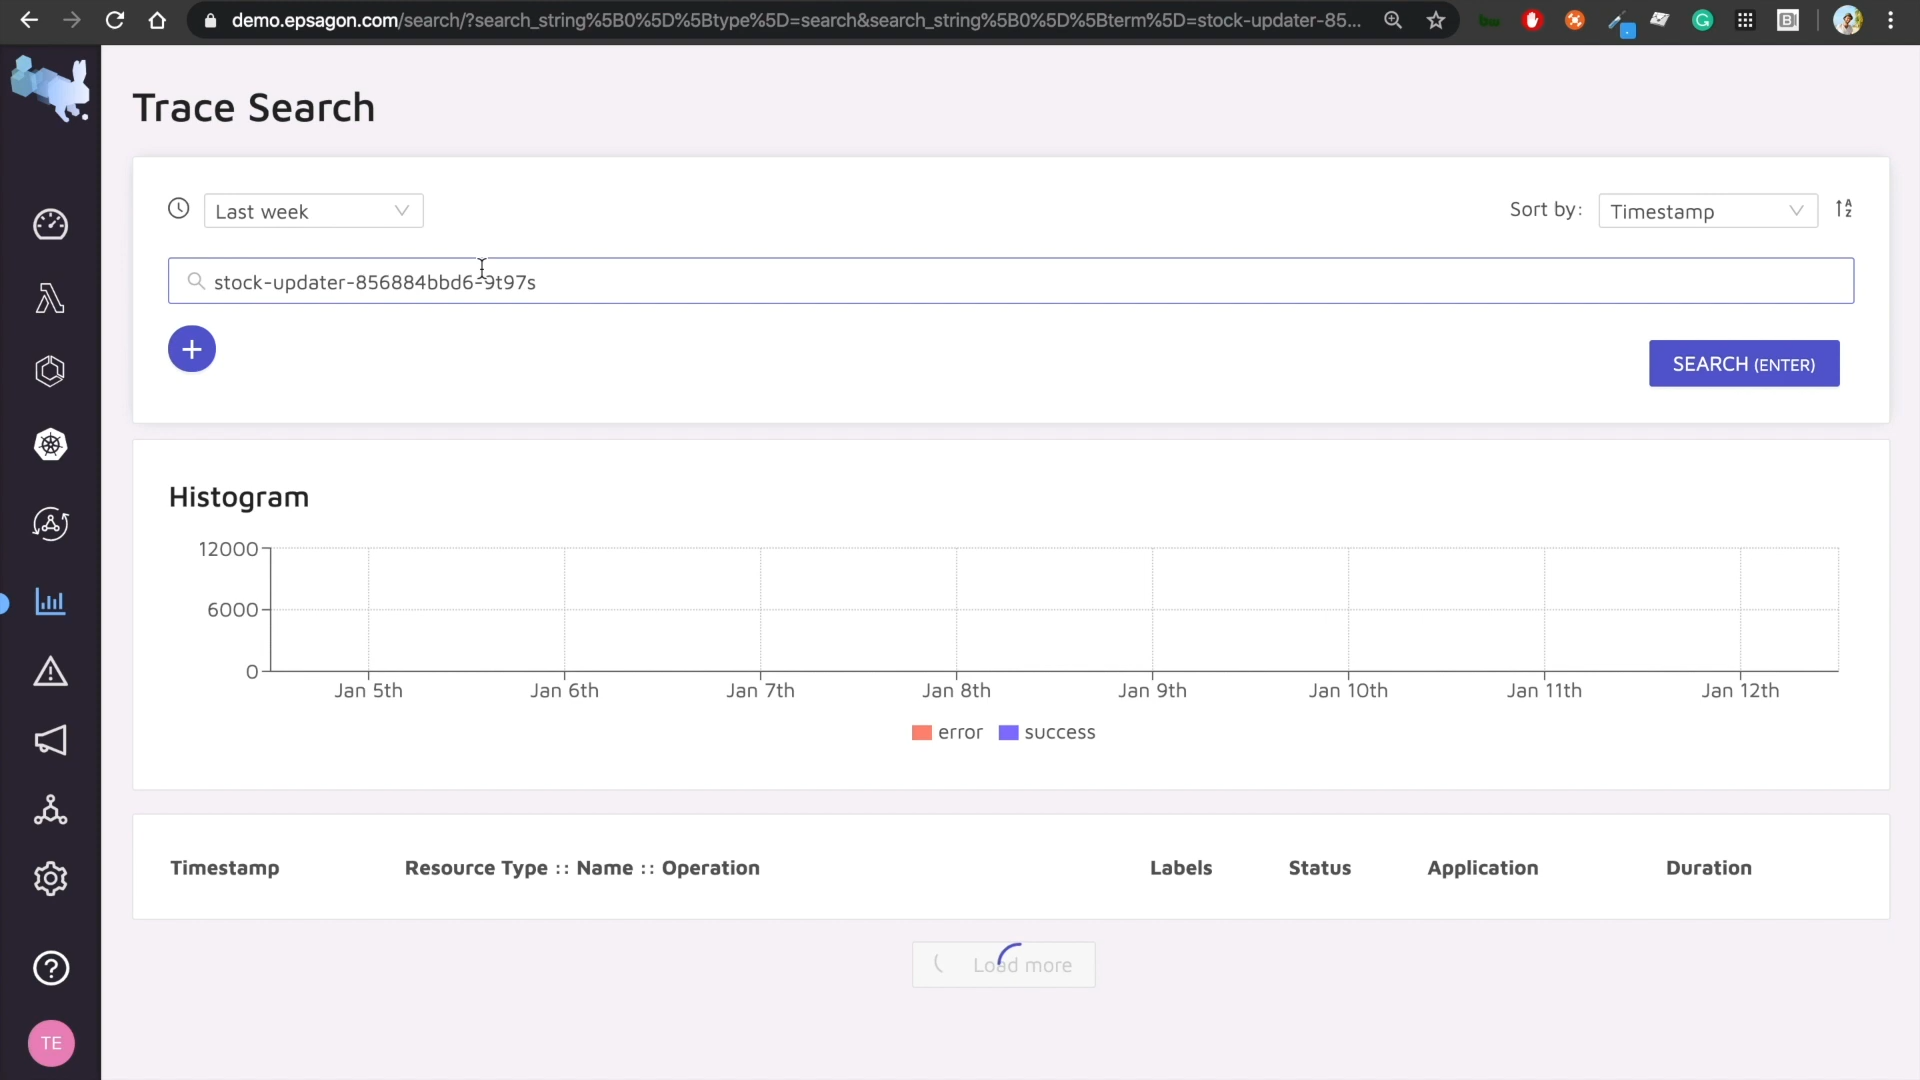 demo.epsagon.com/search/?search_string%5B0%5D%5Btype%5D=search&search_string%5B0%5D%5Bterm%5D=stock-updater-85...
Trace Search
Last week
Sort by: Timestamp
stock-updater-856884bbd6-9t97s
+
SEARCH (ENTER)
Histogram
12000
6000
0
Jan 5th Jan 6th Jan 7th Jan 8th Jan 9th Jan 10th Jan 11th Jan 12th
error success
Timestamp Resource Type :: Name :: Operation Labels Status Application Duration
Load more
TE